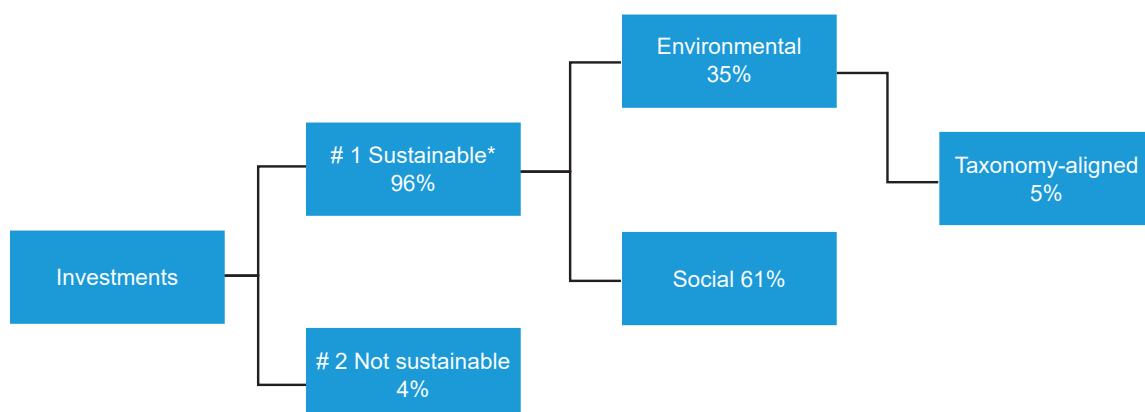 Environmental
35%
# 1 Sustainable*
96%
Taxonomy-aligned
5%
Investments
Social 61%
# 2 Not sustainable
4%